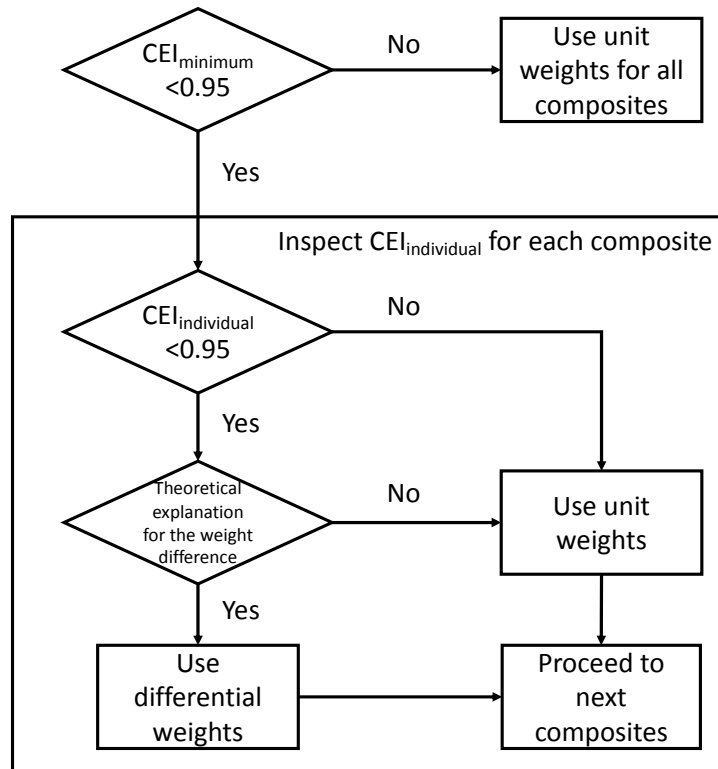 CEIminimum
<0.95
No
Use unit
weights for all
composites
Yes
Inspect CEIindividual for each composite
CEIindividual
<0.95
No
Yes
Theoretical
explanation
for the weight
difference
No
Use unit
weights
Yes
Use
differential
weights
Proceed to
next
composites